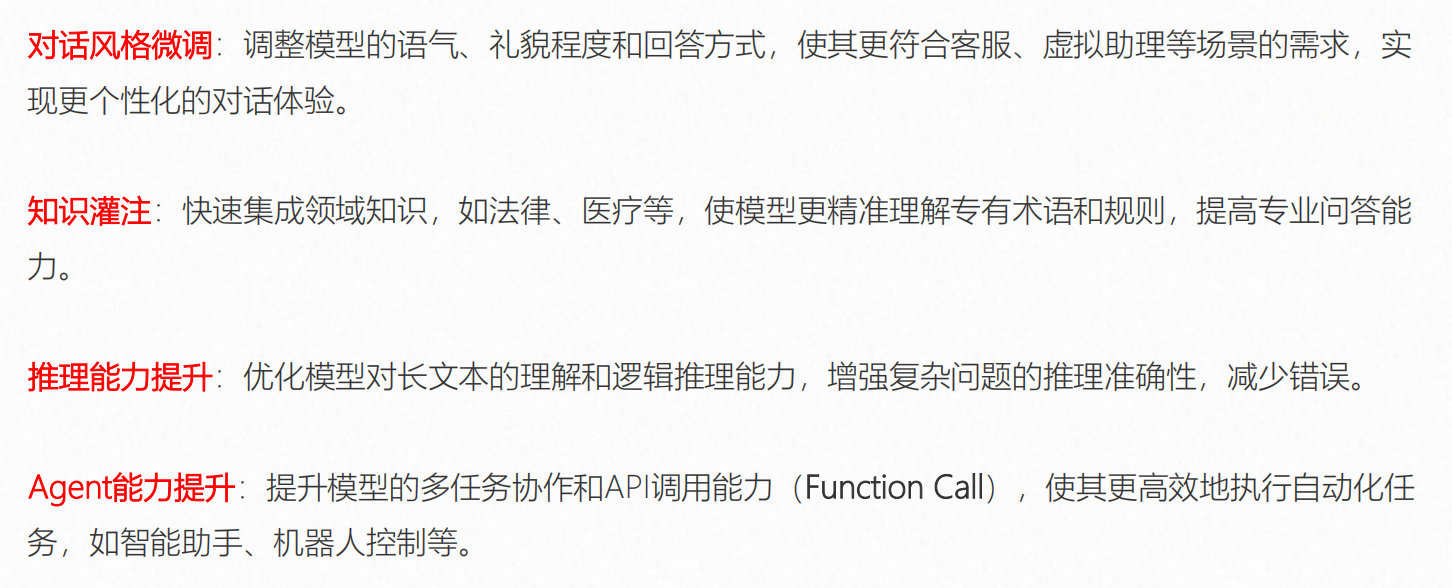 对话风格微调：调整模型的语气、礼貌程度和回答方式，使其更符合客服、虚拟助理等场景的需求，实
现更个性化的对话体验。
知识灌注：快速集成领域知识，如法律、医疗等，使模型更精准理解专有术语和规则，提高专业问答能
力。
推理能力提升：优化模型对长文本的理解和逻辑推理能力，增强复杂问题的推理准确性，减少错误。
Agent能力提升：提升模型的多任务协作和API调用能力（Function Call），使其更高效地执行自动化任
务，如智能助手、机器人控制等。